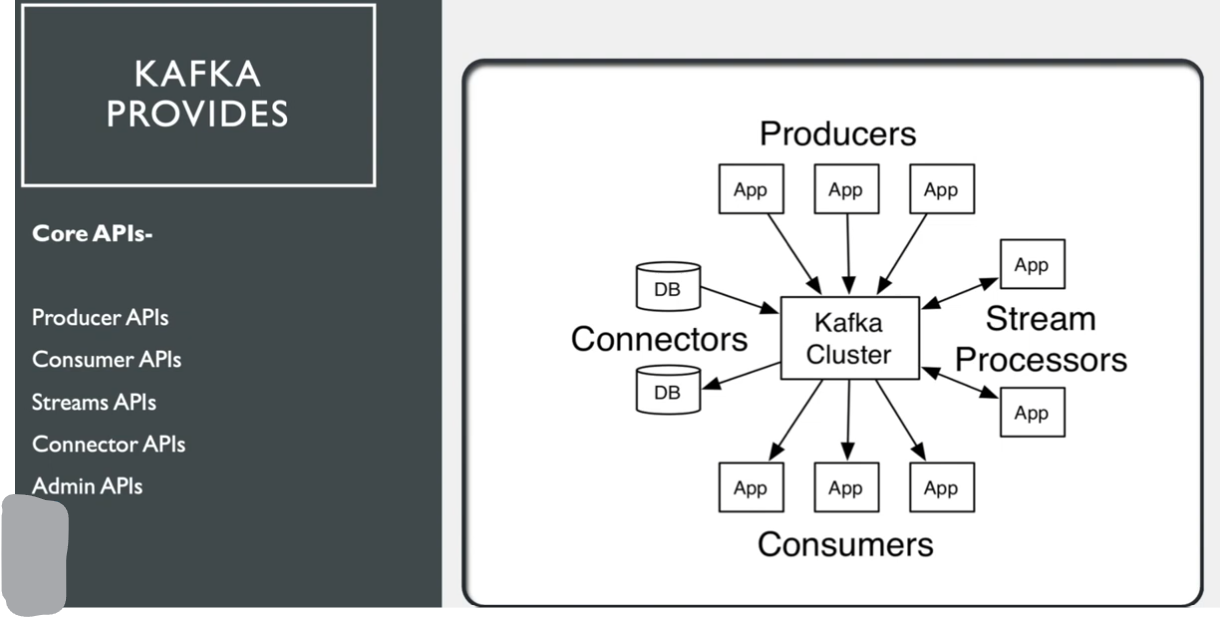 KAFKA
PROVIDES
Core APIs-
Producer APIs
Consumer APIs
Streams APIs
Connector APIs
Admin APIs
Producers
App
App
App
DB
App
Kafka
Cluster
Connectors
Stream
Processors
DB
App
App
App
App
Consumers